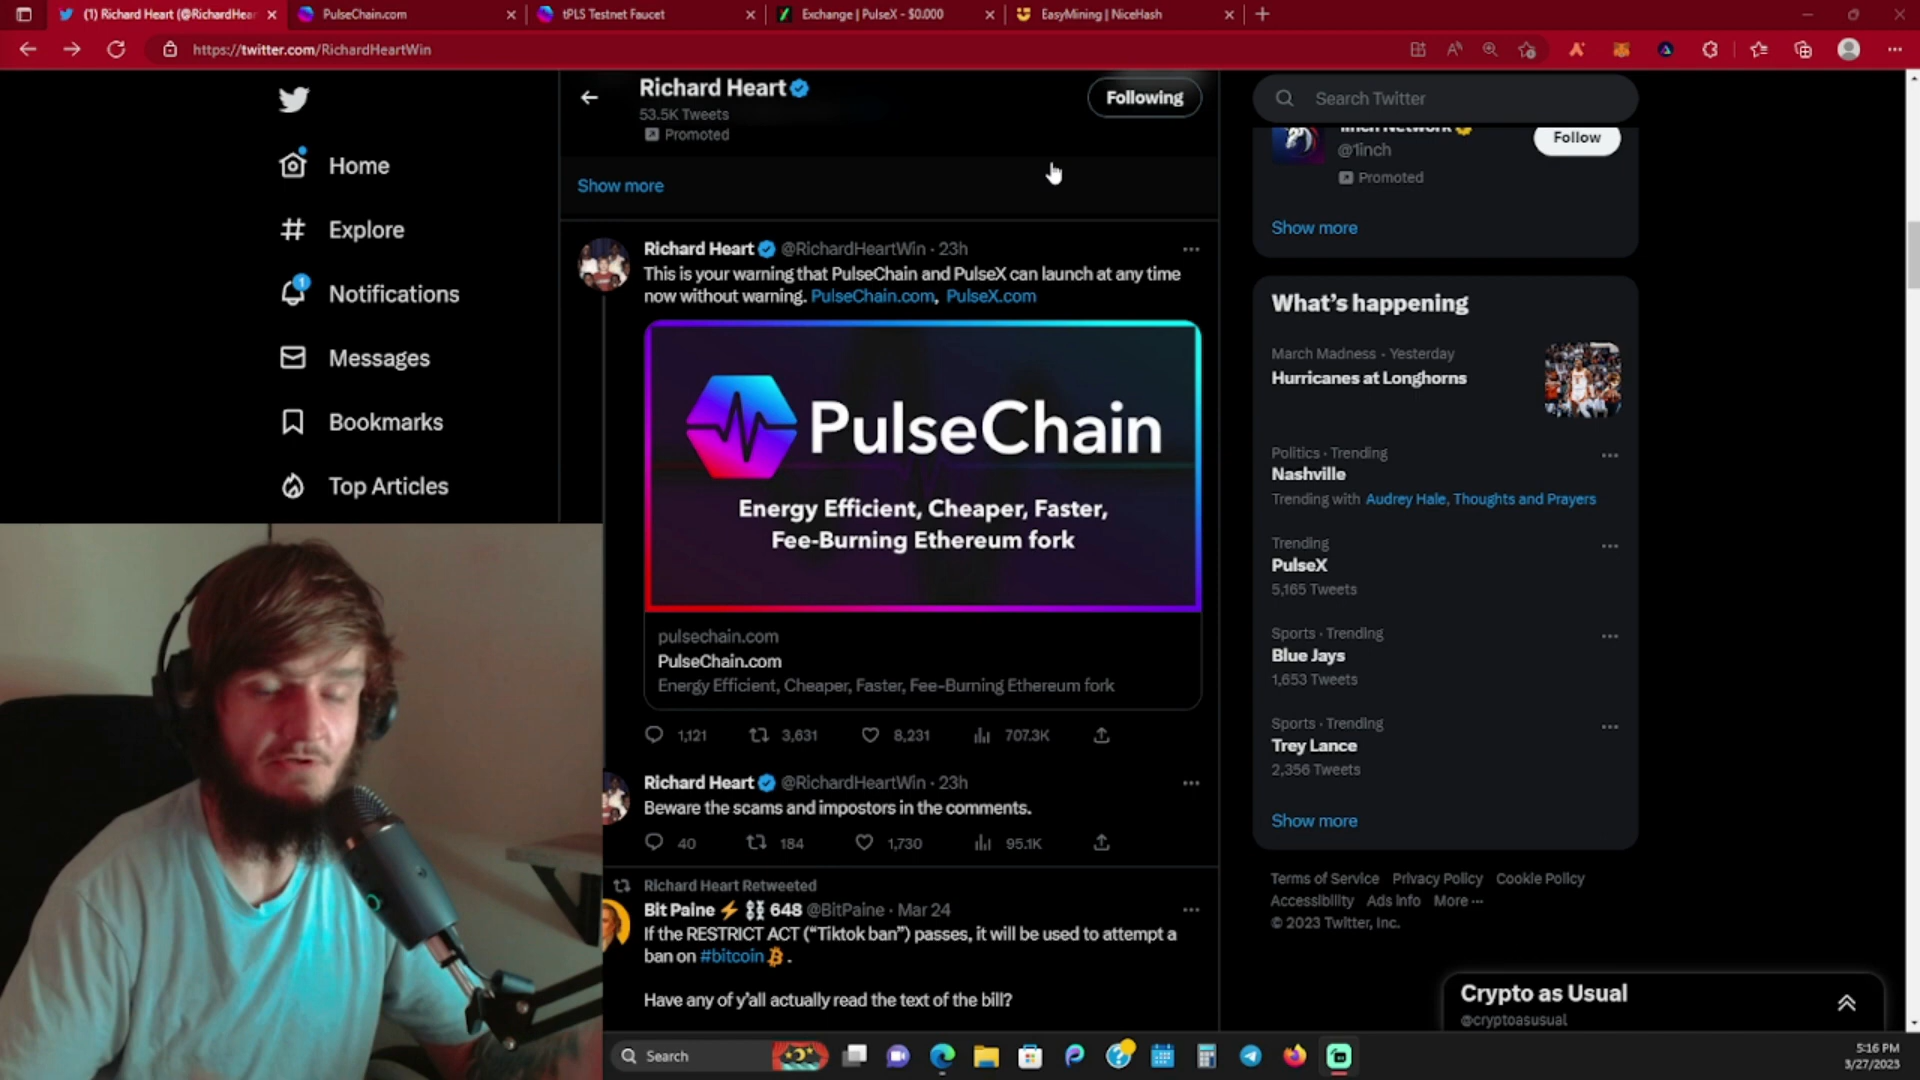 (1) Richard Heart (@RichardHear
PulseChain.com
tPLS Testnet Faucet
Exchange | PulseX - $0.000
EasyMining | NiceHash
https://twitter.com/RichardHeartWin
Home
Explore
Notifications
1
Messages
Bookmarks
Top Articles
Richard Heart
53.5K Tweets
Promoted
Following
Show more
Richard Heart @RichardHeartWin · 23h
This is your warning that PulseChain and PulseX can launch at any time
now without warning. PulseChain.com, PulseX.com
PulseChain
Energy Efficient, Cheaper, Faster,
Fee-Burning Ethereum fork
pulsechain.com
PulseChain.com
Energy Efficient, Cheaper, Faster, Fee-Burning Ethereum fork
1,121 3,631 8,231 707.3K
Richard Heart @RichardHeartWin · 23h
Beware the scams and impostors in the comments.
40 184 1,730 95.1K
Richard Heart Retweeted
Bit Paine ⚡ 648 @BitPaine · Mar 24
If the RESTRICT ACT (“Tiktok ban”) passes, it will be used to attempt a
ban on #bitcoin .
Have any of y’all actually read the text of the bill?
Search Twitter
1inch Network
@1inch
Promoted
Follow
Show more
What’s happening
March Madness · Yesterday
Hurricanes at Longhorns
Politics · Trending
Nashville
Trending with Audrey Hale, Thoughts and Prayers
Trending
PulseX
5,165 Tweets
Sports · Trending
Blue Jays
1,653 Tweets
Sports · Trending
Trey Lance
2,356 Tweets
Show more
Terms of Service Privacy Policy Cookie Policy
Accessibility Ads info More ···
© 2023 Twitter, Inc.
Crypto as Usual
@cryptoasusual
Search
5:16 PM
3/27/2023